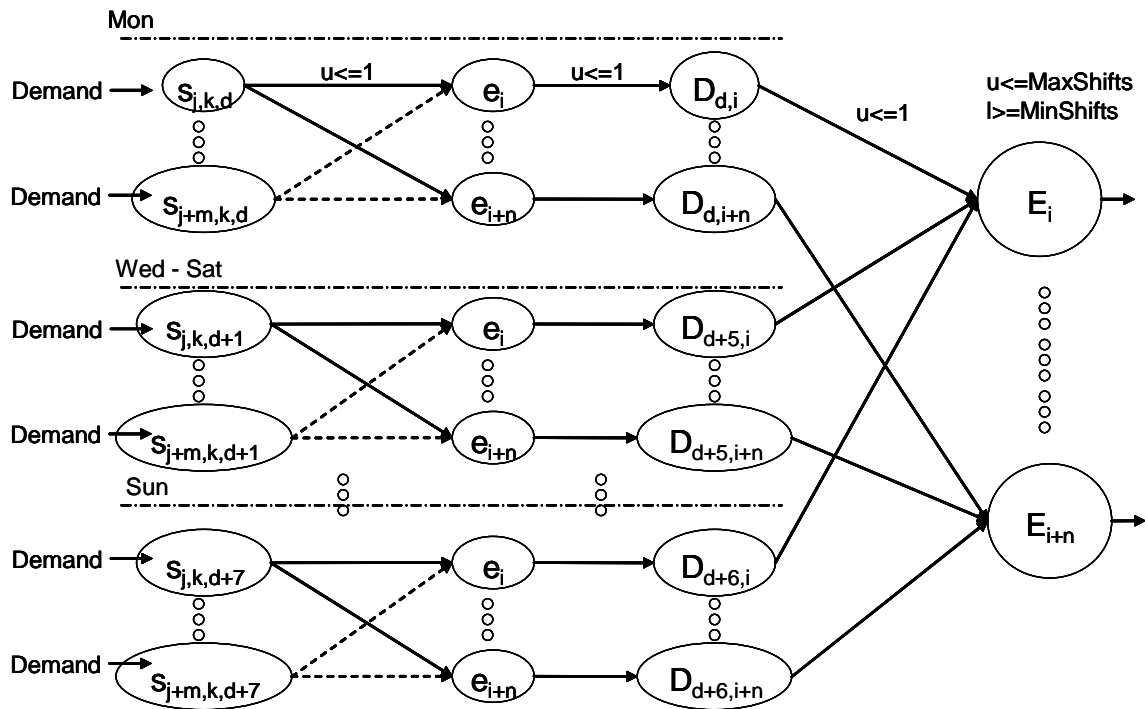 Mon
Demand
s_{j,k,d}
u<=1
e_i
u<=1
D_{d,i}
u<=1
u<=MaxShifts
l>=MinShifts
E_i
Demand
s_{j+m,k,d}
e_{i+n}
D_{d,i+n}
Wed - Sat
Demand
s_{j,k,d+1}
e_i
D_{d+5,i}
Demand
s_{j+m,k,d+1}
e_{i+n}
D_{d+5,i+n}
Sun
E_{i+n}
Demand
s_{j,k,d+7}
e_i
D_{d+6,i}
Demand
s_{j+m,k,d+7}
e_{i+n}
D_{d+6,i+n}